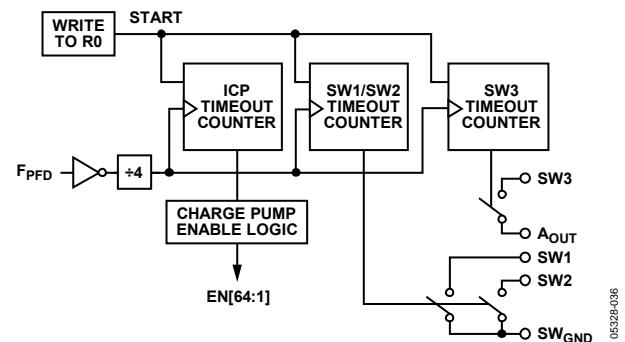 WRITE
TO R0
START
ICP
TIMEOUT
COUNTER
SW1/SW2
TIMEOUT
COUNTER
SW3
TIMEOUT
COUNTER
FPFD
÷4
CHARGE PUMP
ENABLE LOGIC
EN[64:1]
SW3
AOUT
SW1
SW2
SWGND
05328-036